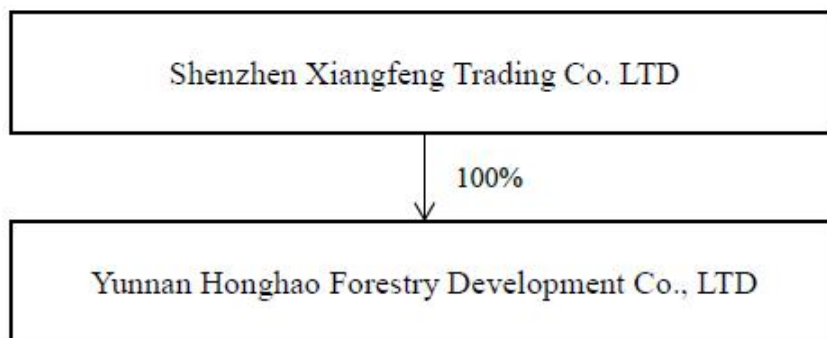 Shenzhen Xiangfeng Trading Co. LTD
100%
Yunnan Honghao Forestry Development Co., LTD